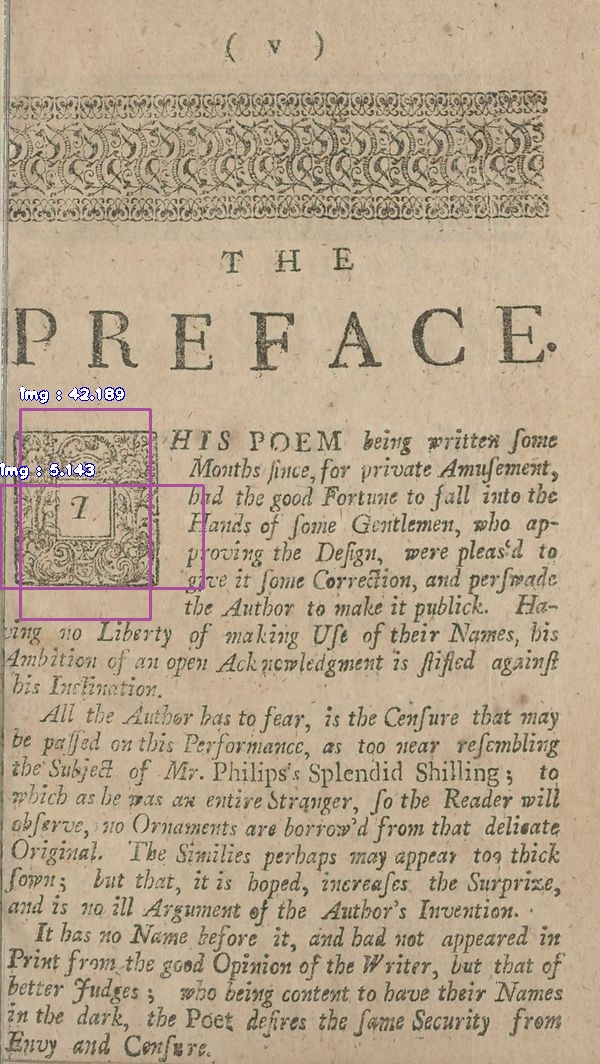 ( v )
THE
PREFACE.
Img : 42.189
Img : 5.143
THIS POEM being written ſome
Months ſince, for private Amuſement,
had the good Fortune to fall into the
Hands of ſome Gentlemen, who ap-
proving the Deſign, were pleas'd to
give it ſome Correction, and perſwade
the Author to make it publick. Ha-
ving no Liberty of making Uſe of their Names, his
Ambition of an open Acknowledgment is ſtifled againſt
his Inclination.
All the Author has to fear, is the Cenſure that may
be paſſed on this Performance, as too near reſembling
the Subject of Mr. Philips's Splendid Shilling; to
which as he was an entire Stranger, ſo the Reader will
obſerve, no Ornaments are borrow'd from that delicate
Original. The Similies perhaps may appear too thick
ſown; but that, it is hoped, increaſes the Surprize,
and is no ill Argument of the Author's Invention.
It has no Name before it, and had not appeared in
Print from the good Opinion of the Writer, but that of
better Judges; who being content to have their Names
in the dark, the Poet deſires the ſame Security from
Envy and Cenſure.